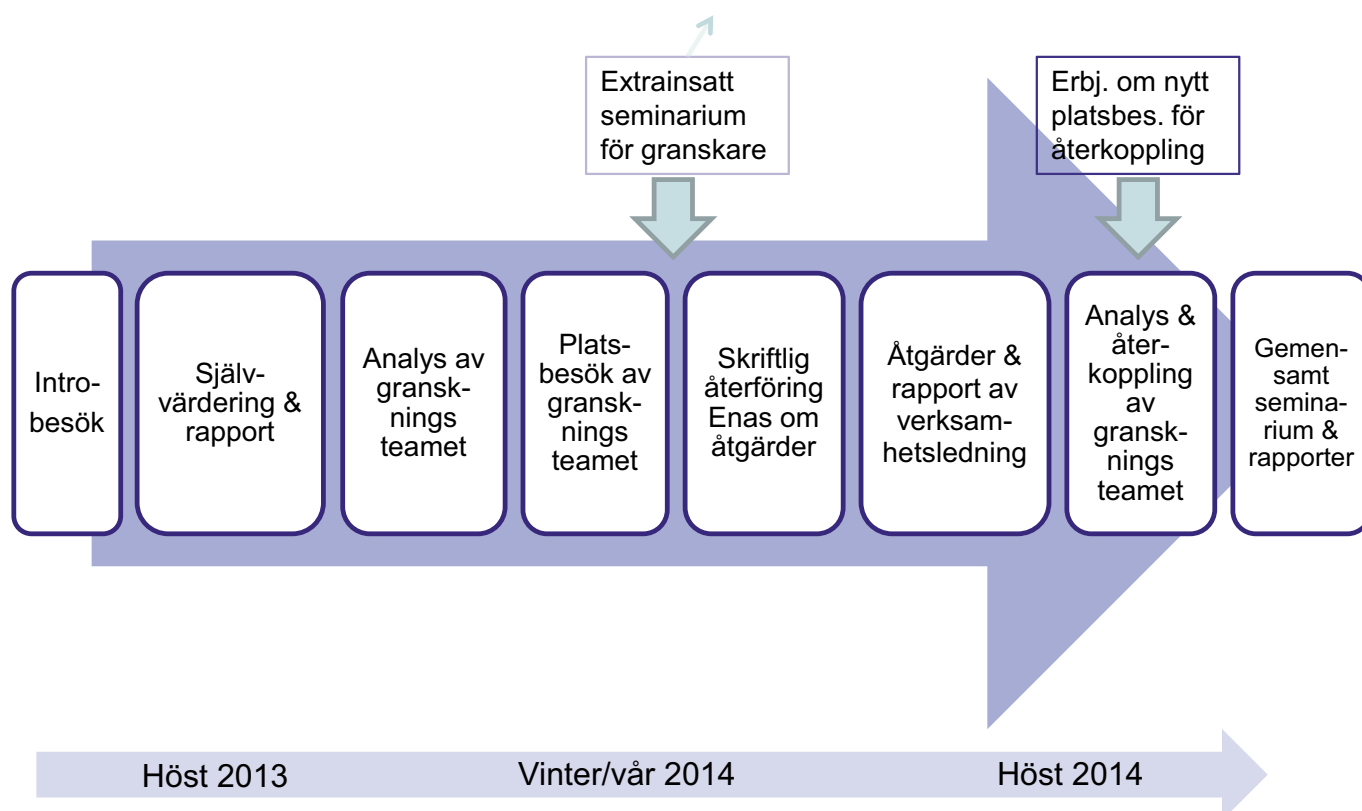 Extrainsatt
seminarium
för granskare
Erbj. om nytt
platsbes. för
återkoppling
Intro-
besök
Själv-
värdering &
rapport
Analys av
gransk-
nings
teamet
Plats-
besök av
gransk-
nings
teamet
Skriftlig
återföring
Enas om
åtgärder
Åtgärder &
rapport av
verksam-
hetsledning
Analys &
åter-
koppling
av
gransk-
nings
teamet
Gemen-
samt
semina-
rium &
rapporter
Höst 2013
Vinter/vår 2014
Höst 2014